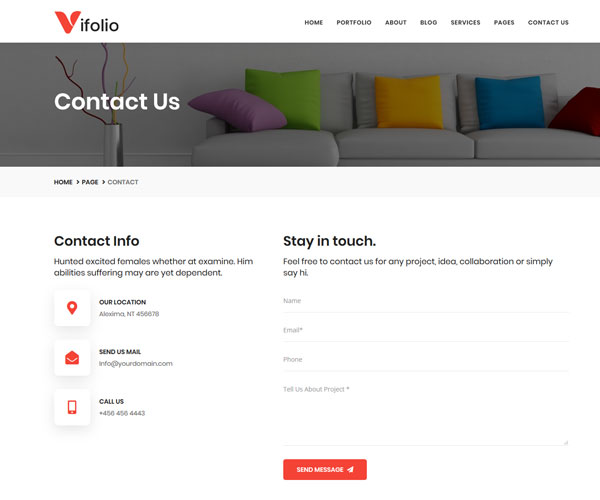 Vifolio
HOME PORTFOLIO ABOUT BLOG SERVICES PAGES CONTACT US
Contact Us
HOME > PAGE > CONTACT
Contact Info
Hunted excited females whether at examine. Him
abilities suffering may are yet dependent.
OUR LOCATION
Alexima, NT 456678
SEND US MAIL
Info@yourdomain.com
CALL US
+456 456 4443
Stay in touch.
Feel free to contact us for any project, idea, collaboration or simply
say hi.
Name
Email*
Phone
Tell Us About Project *
SEND MESSAGE